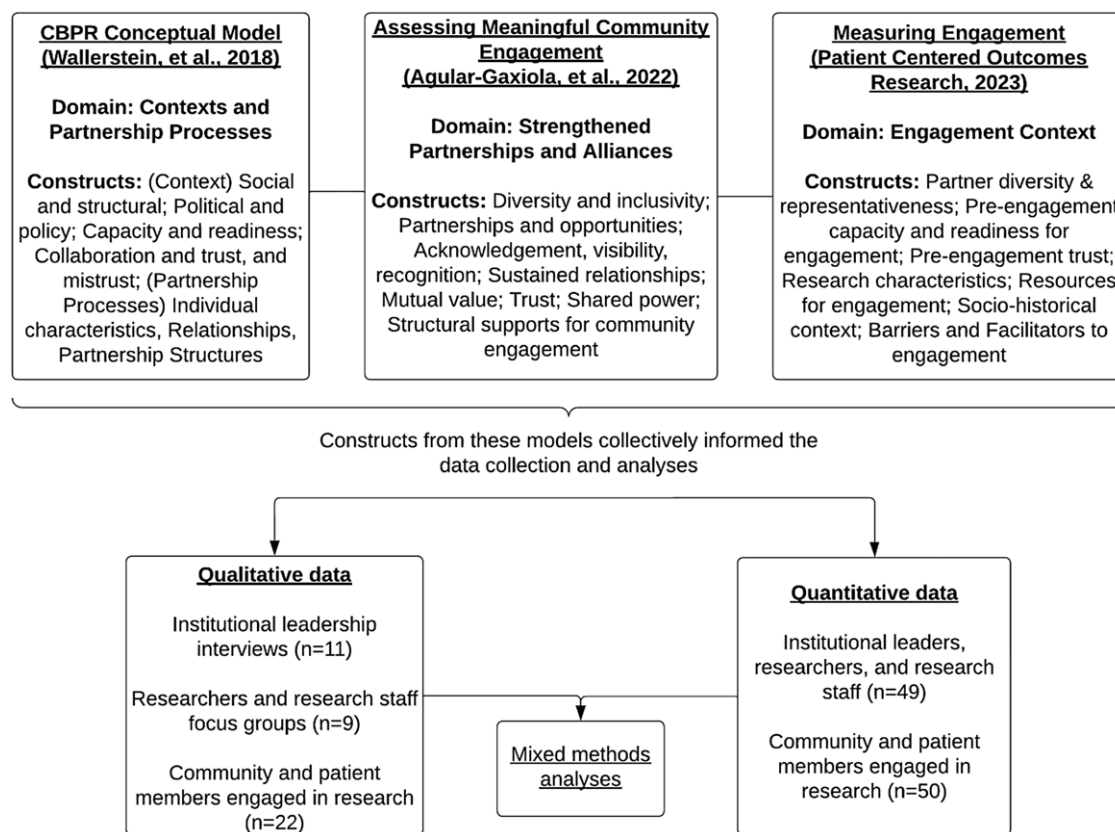 CBPR Conceptual Model
(Wallerstein, et al., 2018)
Domain: Contexts and
Partnership Processes
Constructs: (Context) Social
and structural; Political and
policy; Capacity and readiness;
Collaboration and trust, and
mistrust; (Partnership
Processes) Individual
characteristics, Relationships,
Partnership Structures
Assessing Meaningful Community
Engagement
(Agular-Gaxiola, et al., 2022)
Domain: Strengthened
Partnerships and Alliances
Constructs: Diversity and inclusivity;
Partnerships and opportunities;
Acknowledgement, visibility,
recognition; Sustained relationships;
Mutual value; Trust; Shared power;
Structural supports for community
engagement
Measuring Engagement
(Patient Centered Outcomes
Research, 2023)
Domain: Engagement Context
Constructs: Partner diversity &
representativeness; Pre-engagement
capacity and readiness for
engagement; Pre-engagement trust;
Research characteristics; Resources
for engagement; Socio-historical
context; Barriers and Facilitators to
engagement
Constructs from these models collectively informed the
data collection and analyses
Qualitative data
Institutional leadership
interviews (n=11)
Researchers and research staff
focus groups (n=9)
Community and patient
members engaged in research
(n=22)
Mixed methods
analyses
Quantitative data
Institutional leaders,
researchers, and research
staff (n=49)
Community and patient
members engaged in
research (n=50)